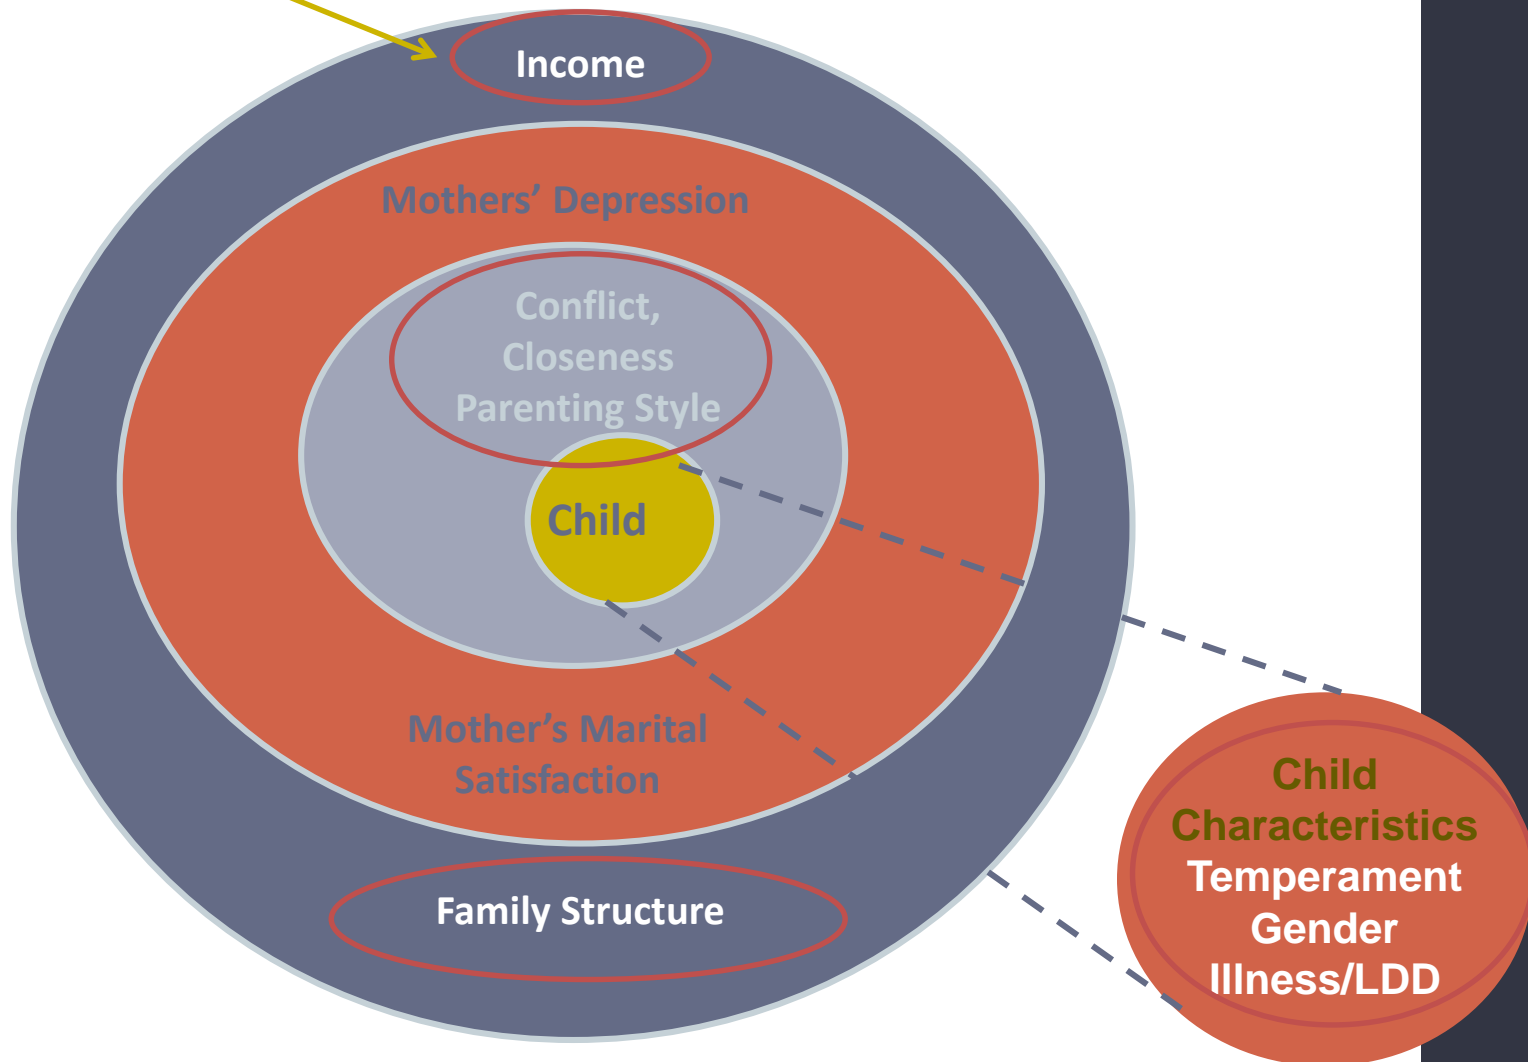 Income
Mothers’ Depression
Conflict,
Closeness
Parenting Style
Child
Mother’s Marital
Satisfaction
Family Structure
Child
Characteristics
Temperament
Gender
Illness/LDD